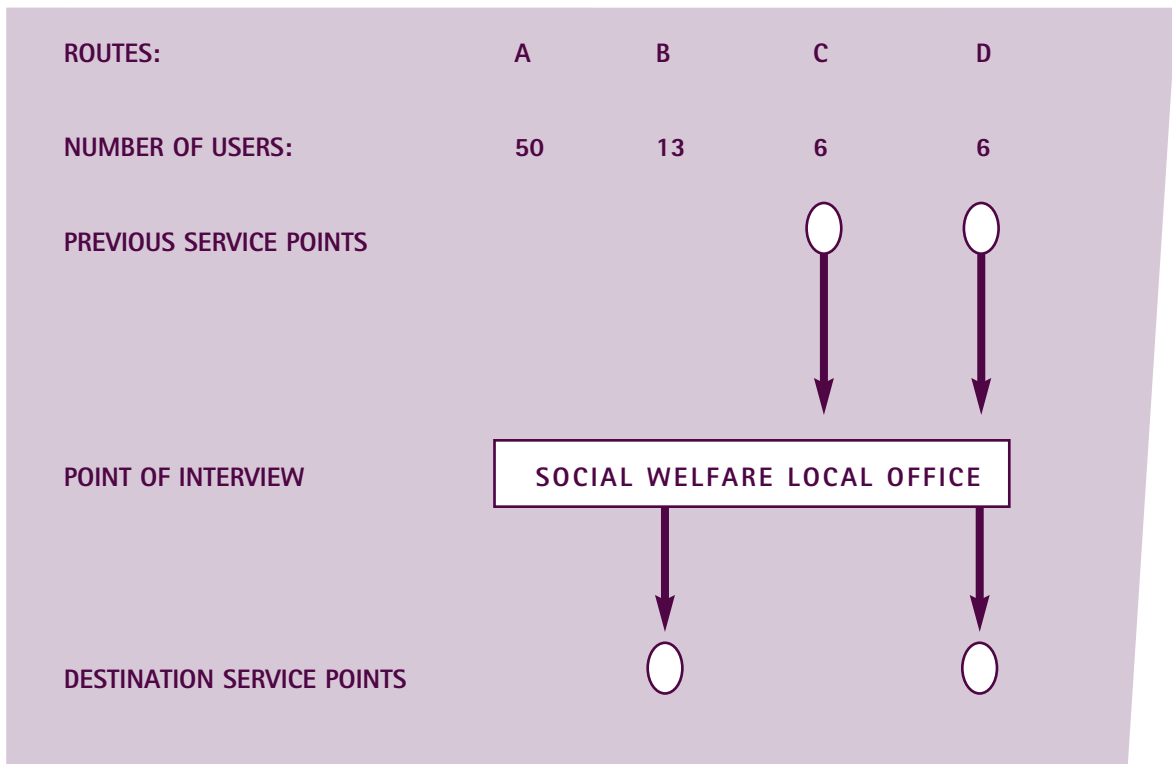 ROUTES: A B C D
NUMBER OF USERS: 50 13 6 6
PREVIOUS SERVICE POINTS
POINT OF INTERVIEW SOCIAL WELFARE LOCAL OFFICE
DESTINATION SERVICE POINTS